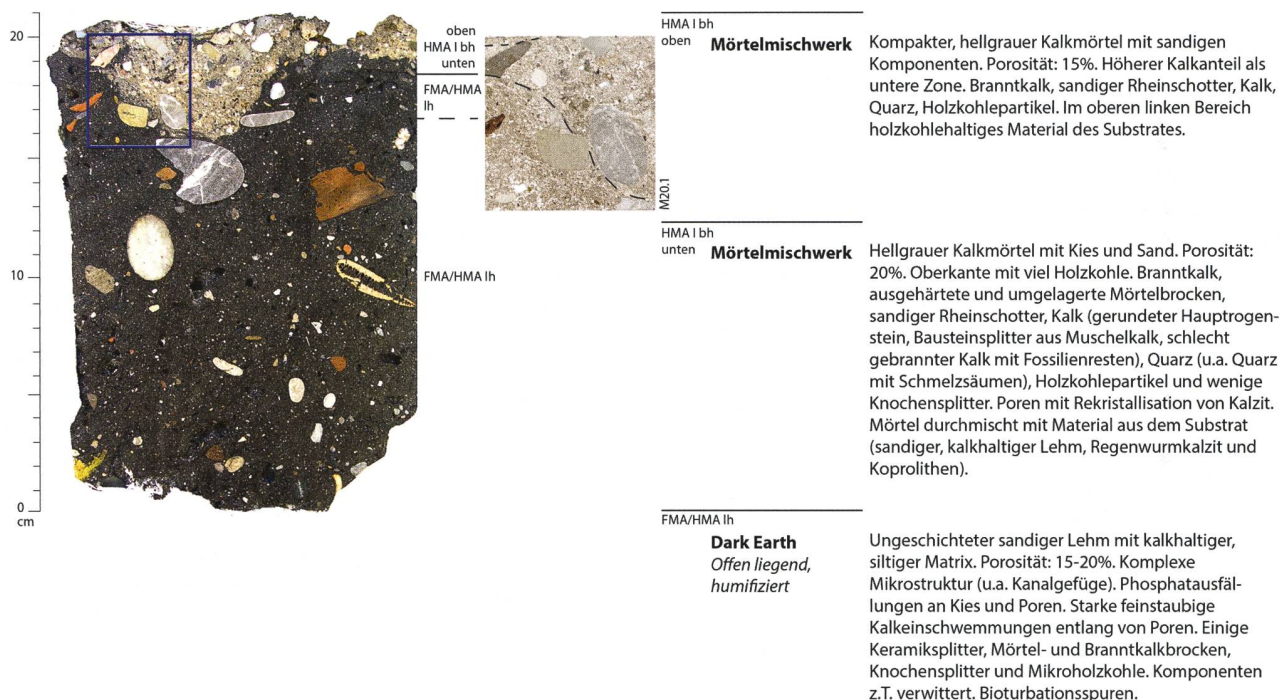 20
10
0
cm
oben
HMA I bh
unten
FMA/HMA
lh
FMA/HMA lh
M20.1
HMA I bh
oben
Mörtelmischwerk
Kompakter, hellgrauer Kalkmörtel mit sandigen
Komponenten. Porosität: 15%. Höherer Kalkanteil als
untere Zone. Branntkalk, sandiger Rheinschotter, Kalk,
Quarz, Holzkohlepartikel. Im oberen linken Bereich
holzkohlehaltiges Material des Substrates.
HMA I bh
unten
Mörtelmischwerk
Hellgrauer Kalkmörtel mit Kies und Sand. Porosität:
20%. Oberkante mit viel Holzkohle. Branntkalk,
ausgehärtete und umgelagerte Mörtelbrocken,
sandiger Rheinschotter, Kalk (gerundeter Hauptrogen-
stein, Bausteinsplitter aus Muschelkalk, schlecht
gebrannter Kalk mit Fossilienresten), Quarz (u.a. Quarz
mit Schmelzsäumen), Holzkohlepartikel und wenige
Knochensplitter. Poren mit Rekristallisation von Kalzit.
Mörtel durchmischt mit Material aus dem Substrat
(sandiger, kalkhaltiger Lehm, Regenwurmkalzit und
Koprolithen).
FMA/HMA lh
Dark Earth
Offen liegend,
humifiziert
Ungeschichteter sandiger Lehm mit kalkhaltiger,
siltiger Matrix. Porosität: 15-20%. Komplexe
Mikrostruktur (u.a. Kanalgefüge). Phosphatausfäl-
lungen an Kies und Poren. Starke feinstaubige
Kalkeinschwemmungen entlang von Poren. Einige
Keramiksplitter, Mörtel- und Branntkalkbrocken,
Knochensplitter und Mikroholzkohle. Komponenten
z.T. verwittert. Bioturbationsspuren.